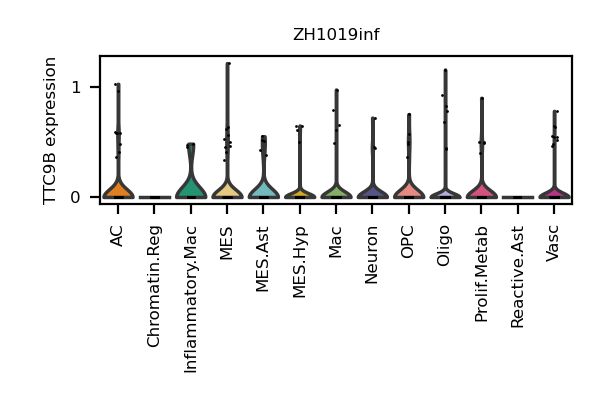 ZH1019inf
TTC9B expression
1
0
AC
Chromatin.Reg
Inflammatory.Mac
MES
MES.Ast
MES.Hyp
Mac
Neuron
OPC
Oligo
Prolif.Metab
Reactive.Ast
Vasc